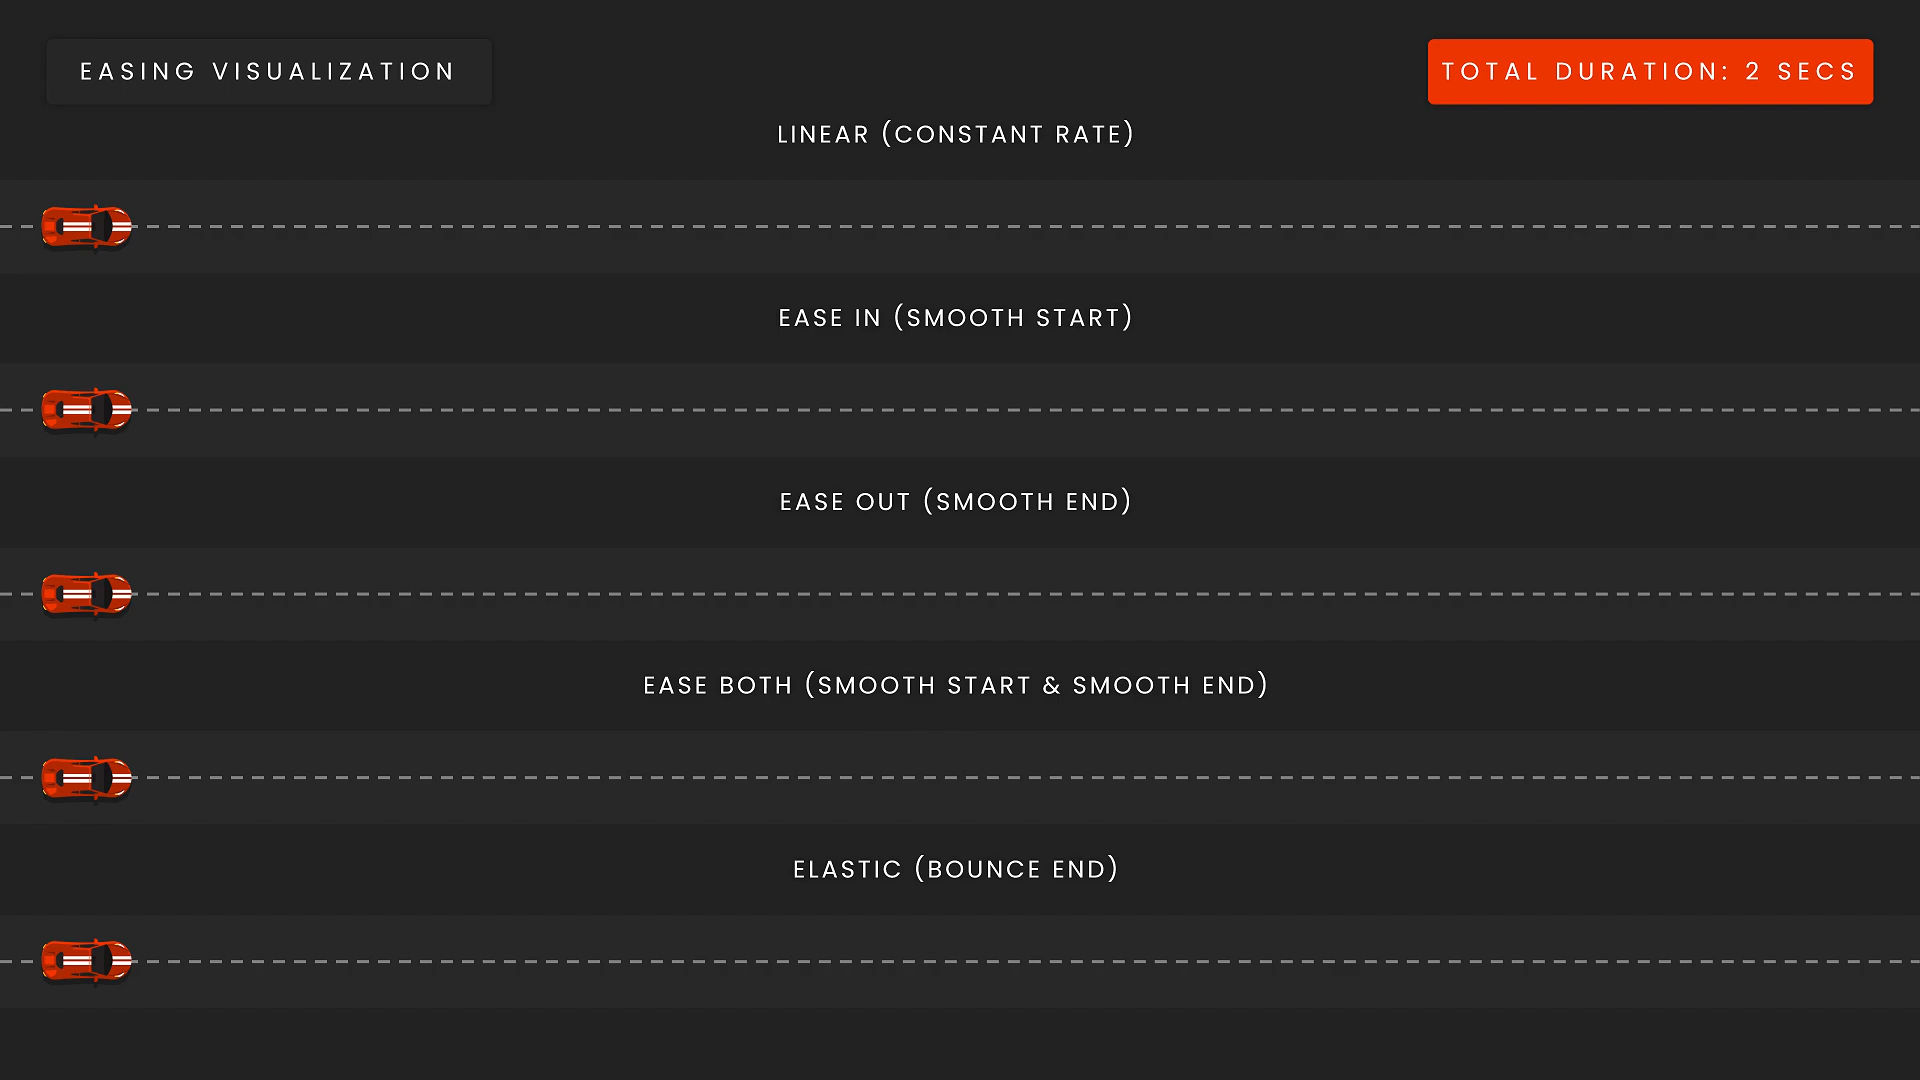 EASING VISUALIZATION
TOTAL DURATION: 2 SECS
LINEAR (CONSTANT RATE)
EASE IN (SMOOTH START)
EASE OUT (SMOOTH END)
EASE BOTH (SMOOTH START & SMOOTH END)
ELASTIC (BOUNCE END)